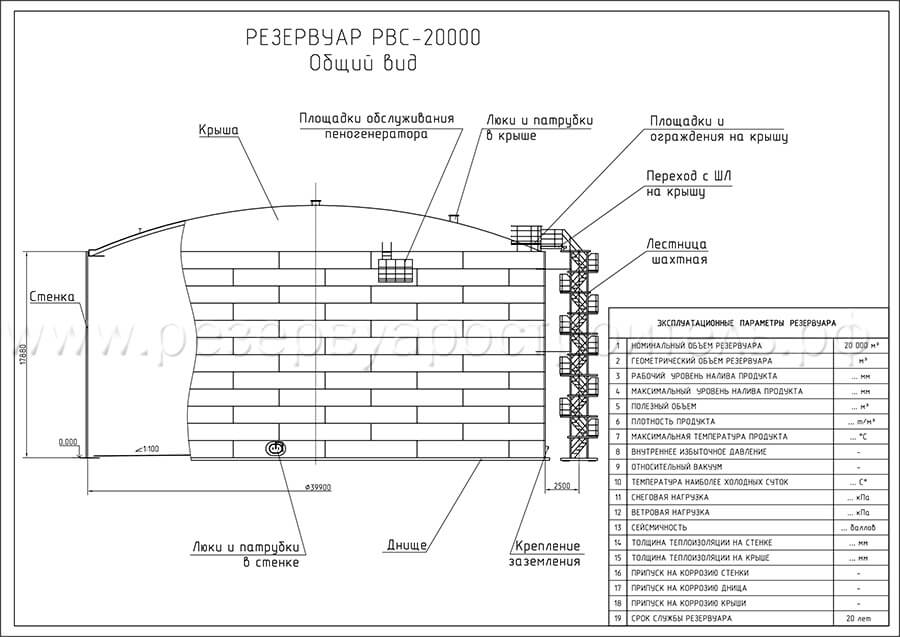 РЕЗЕРВУАР РВС-20000
Общий вид
Крыша
Площадки обслуживания
пеногенератора
Люки и патрубки
в крыше
Площадки и
ограждения на крышу
Переход с ШЛ
на крышу
Лестница
шахтная
Стенка
17880
0.000
1:100
Ф39900
2500
Люки и патрубки
в стенке
Днище
Крепление
заземления
www.резервуаростроитель.рф
ЭКСПЛУАТАЦИОННЫЕ ПАРАМЕТРЫ РЕЗЕРВУАРА
1 НОМИНАЛЬНЫЙ ОБЪЕМ РЕЗЕРВУАРА 20 000 м³
2 ГЕОМЕТРИЧЕСКИЙ ОБЪЕМ РЕЗЕРВУАРА м³
3 РАБОЧИЙ УРОВЕНЬ НАЛИВА ПРОДУКТА ... мм
4 МАКСИМАЛЬНЫЙ УРОВЕНЬ НАЛИВА ПРОДУКТА ... мм
5 ПОЛЕЗНЫЙ ОБЪЕМ ... м³
6 ПЛОТНОСТЬ ПРОДУКТА ... т/м³
7 МАКСИМАЛЬНАЯ ТЕМПЕРАТУРА ПРОДУКТА ... °С
8 ВНУТРЕННЕЕ ИЗБЫТОЧНОЕ ДАВЛЕНИЕ -
9 ОТНОСИТЕЛЬНЫЙ ВАКУУМ -
10 ТЕМПЕРАТУРА НАИБОЛЕЕ ХОЛОДНЫХ СУТОК ... С°
11 СНЕГОВАЯ НАГРУЗКА ... кПа
12 ВЕТРОВАЯ НАГРУЗКА ... кПа
13 СЕЙСМИЧНОСТЬ ... баллов
14 ТОЛЩИНА ТЕПЛОИЗОЛЯЦИИ НА СТЕНКЕ ... мм
15 ТОЛЩИНА ТЕПЛОИЗОЛЯЦИИ НА КРЫШЕ ... мм
16 ПРИПУСК НА КОРРОЗИЮ СТЕНКИ -
17 ПРИПУСК НА КОРРОЗИЮ ДНИЩА -
18 ПРИПУСК НА КОРРОЗИЮ КРЫШИ -
19 СРОК СЛУЖБЫ РЕЗЕРВУАРА 20 лет